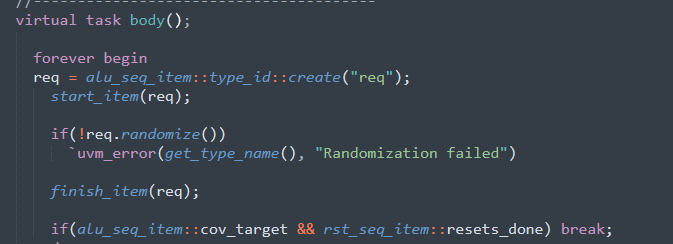 //---------------------------------------
virtual task body();
forever begin
req = alu_seq_item::type_id::create("req");
start_item(req);
if(!req.randomize())
`uvm_error(get_type_name(), "Randomization failed")
finish_item(req);
if(alu_seq_item::cov_target && rst_seq_item::resets_done) break;